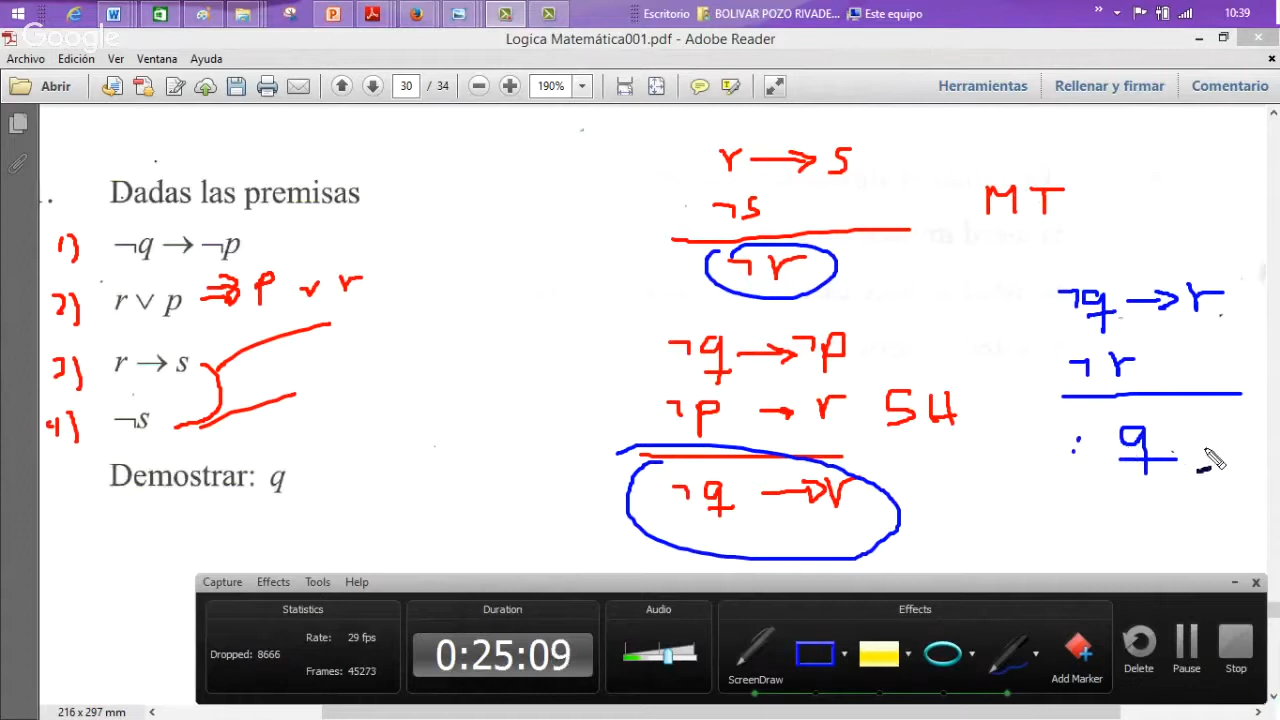 Escritorio » BOLIVAR POZO RIVADE... Este equipo » 10:39
Google
Logica Matemática001.pdf - Adobe Reader
Archivo Edición Ver Ventana Ayuda
Abrir 30 / 34 190% Herramientas Rellenar y firmar Comentario
Dadas las premisas
1) ¬q → ¬p
2) r ∨ p ⇒ p ∨ r
3) r → s
4) ¬s
Demostrar: q
r → s
¬s
MT
¬r
¬q → ¬p
¬p → r SH
¬q → r
¬q → r
¬r
: q
Capture Effects Tools Help
Statistics Duration Audio Effects
Rate: 29 fps
Dropped: 8666
Frames: 45273
0:25:09
ScreenDraw Add Marker Delete Pause Stop
216 x 297 mm